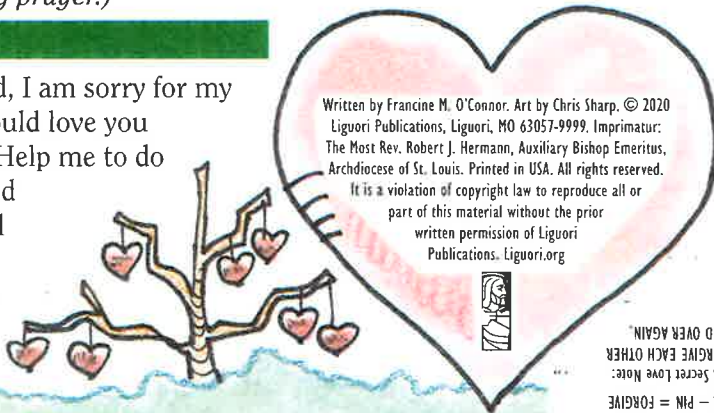 prayer.)
d, I am sorry for my
uld love you
Help me to do
d
Written by Francine M. O'Connor. Art by Chris Sharp. © 2020
Liguori Publications, Liguori, MO 63057-9999. Imprimatur:
The Most Rev. Robert J. Hermann, Auxiliary Bishop Emeritus,
Archdiocese of St. Louis. Printed in USA. All rights reserved.
It is a violation of copyright law to reproduce all or
part of this material without the prior
written permission of Liguori
Publications. Liguori.org
– PIN = FORGIVE
Secret Love Note:
RGIVE EACH OTHER
D OVER AGAIN.